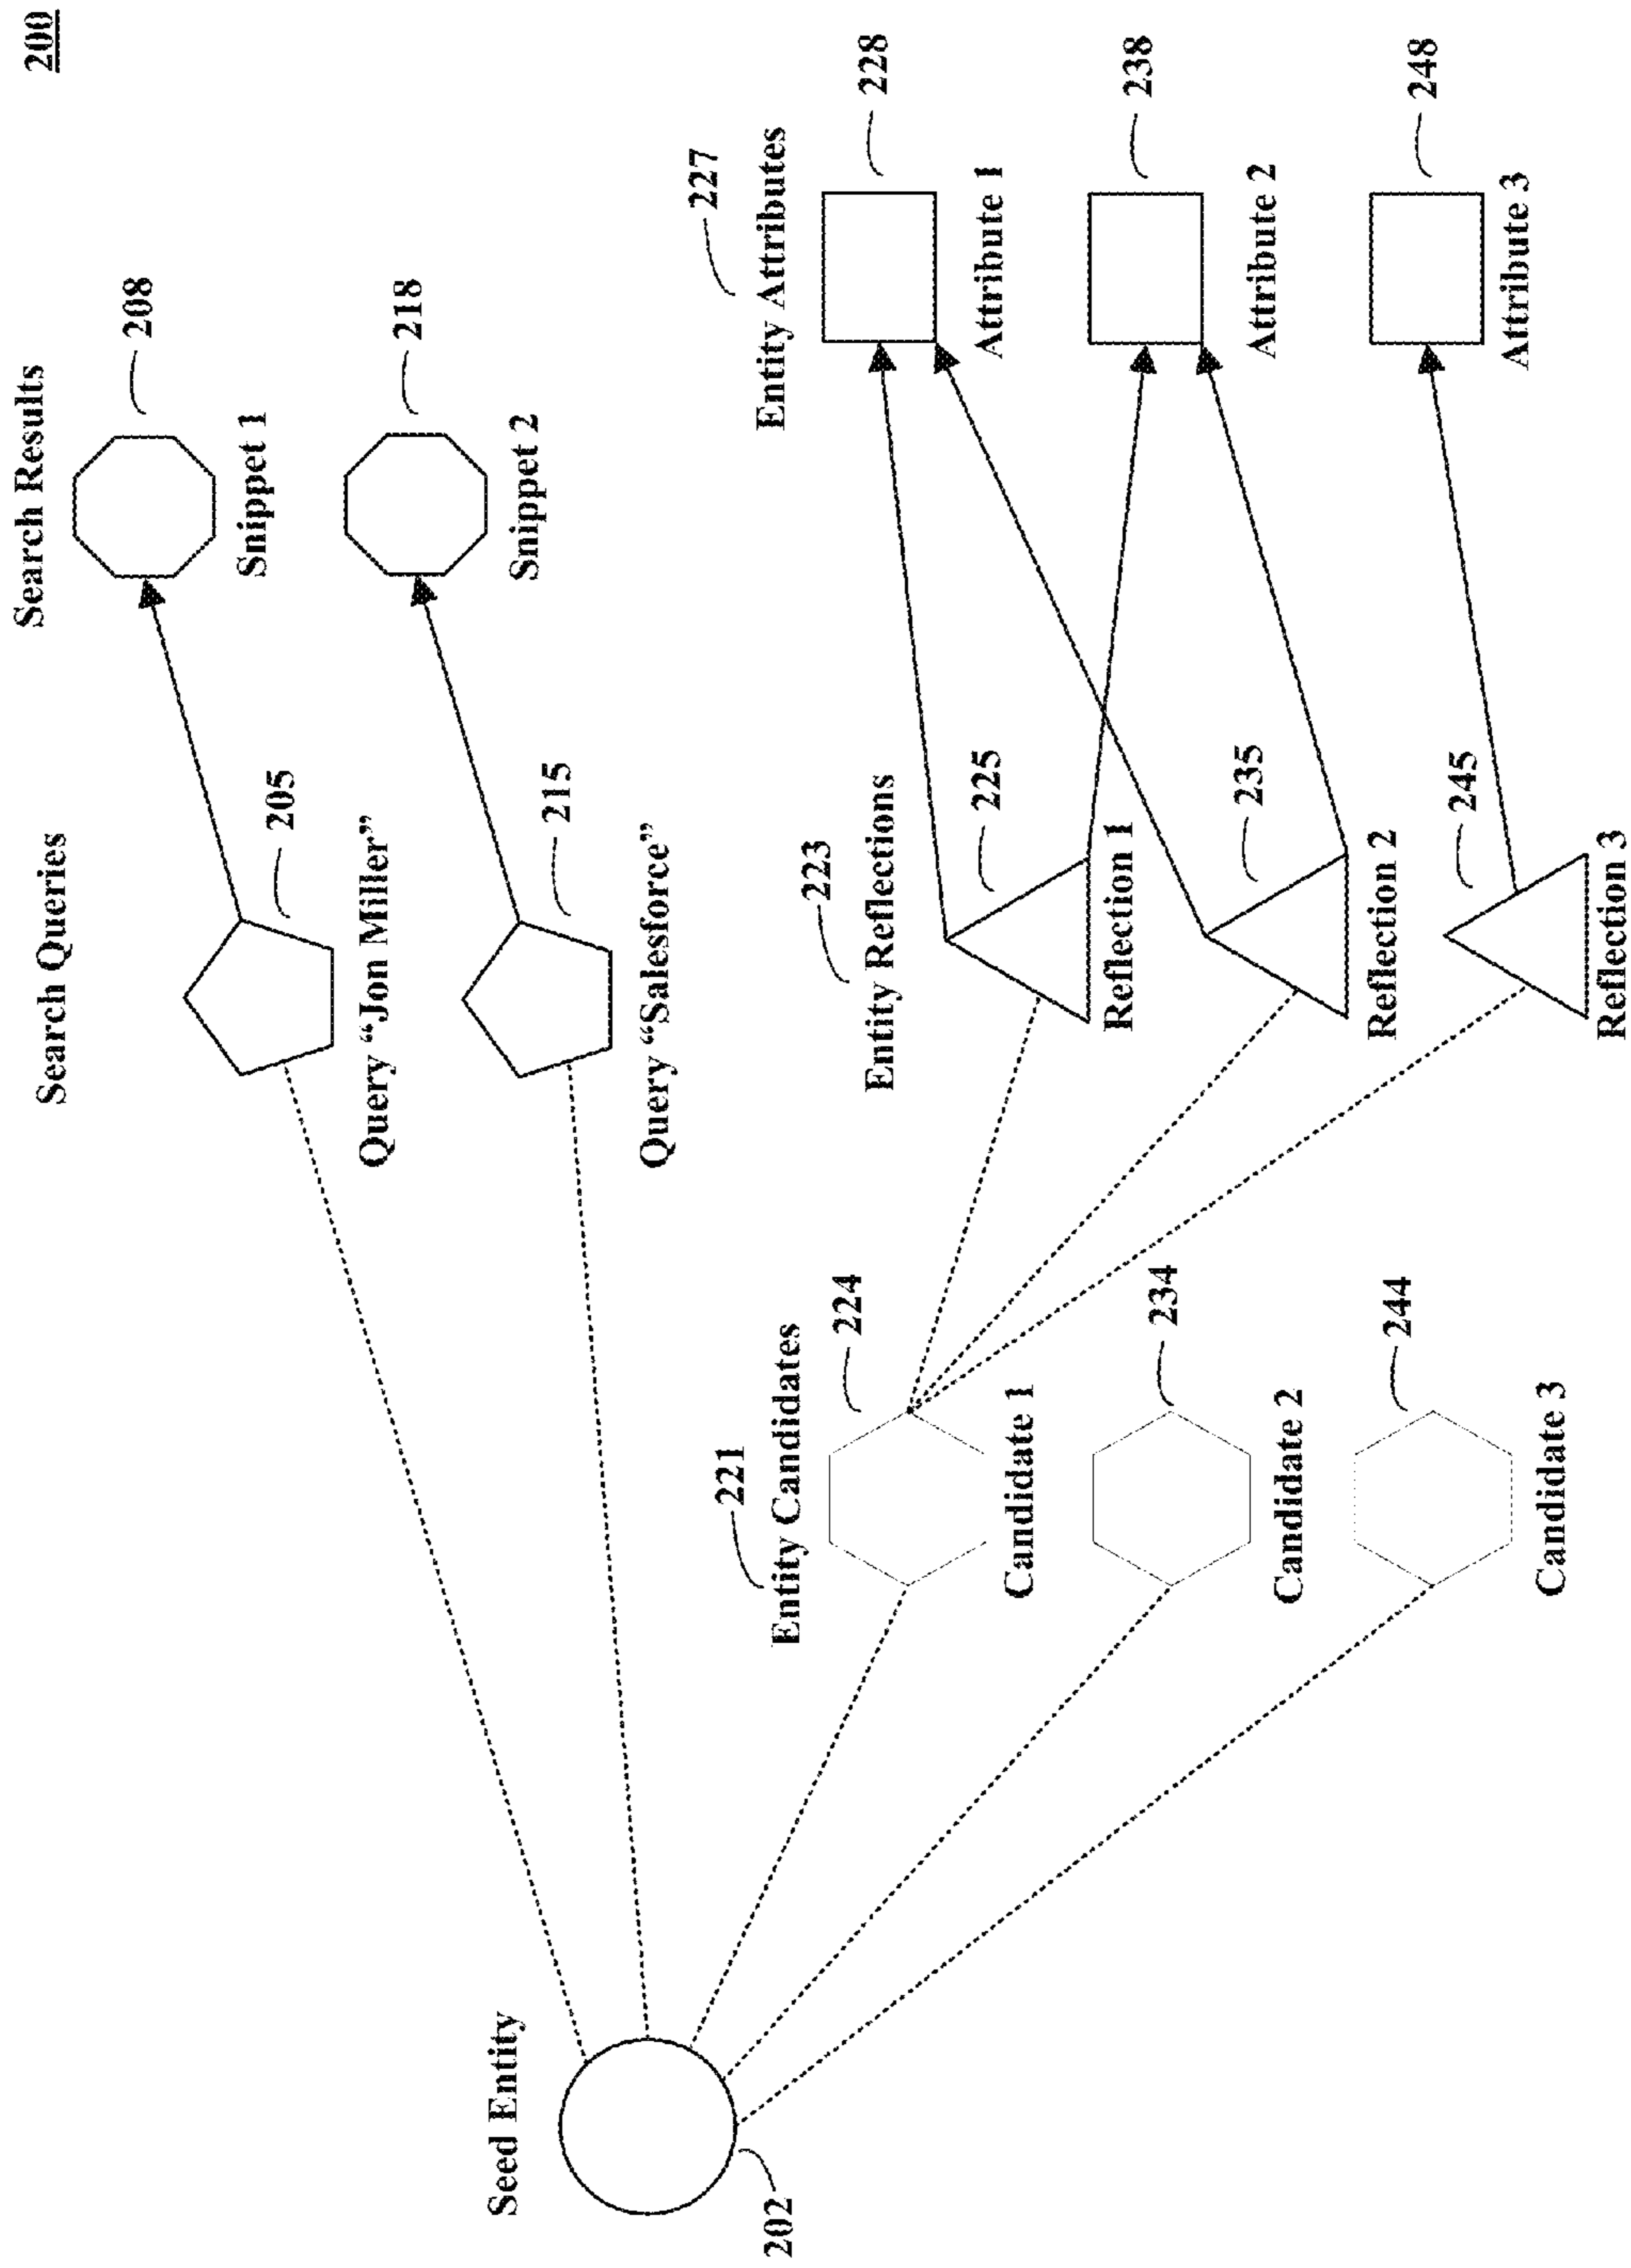 200
Search Queries
Search Results
205
208
Query “Jon Miller”
Snippet 1
215
218
Query “Salesforce”
Snippet 2
Seed Entity
202
221
Entity Candidates
223
Entity Reflections
227
Entity Attributes
224
225
228
Candidate 1
Reflection 1
Attribute 1
234
235
238
Candidate 2
Reflection 2
Attribute 2
244
245
248
Candidate 3
Reflection 3
Attribute 3